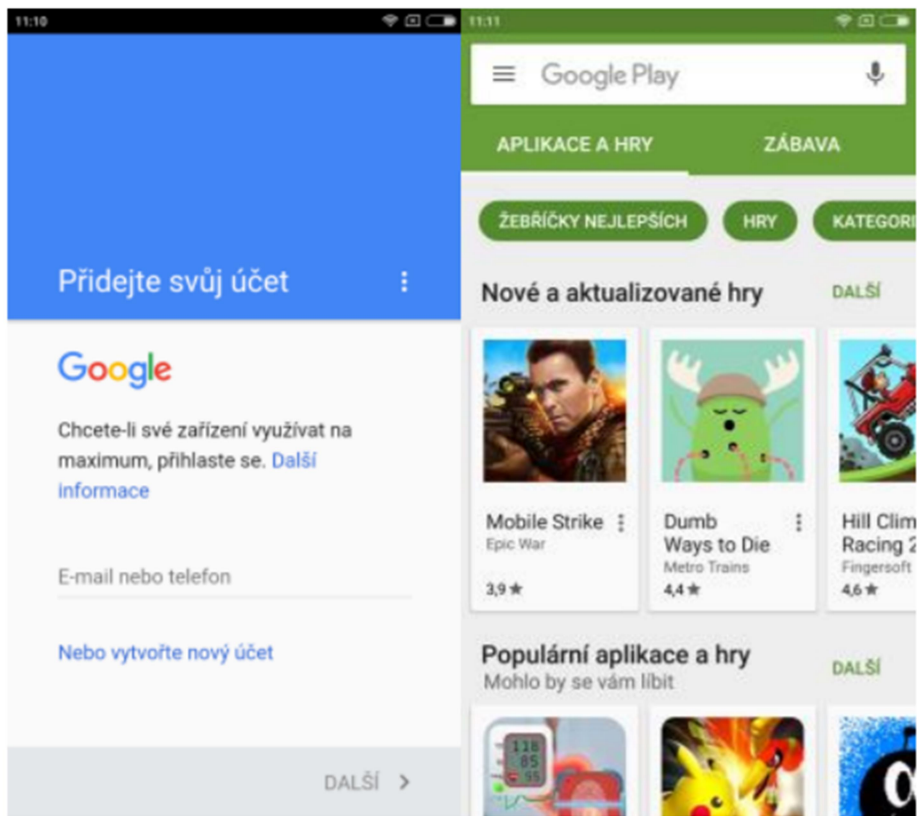 11:10
Přidejte svůj účet
Google
Chcete-li své zařízení využívat na
maximum, přihlaste se. Další
informace
E-mail nebo telefon
Nebo vytvořte nový účet
DALŠÍ
11:11
Google Play
APLIKACE A HRY ZÁBAVA
ŽEBŘÍČKY NEJLEPŠÍCH HRY KATEGORI
Nové a aktualizované hry DALŠÍ
Mobile Strike
Epic War
3,9
Dumb
Ways to Die
Metro Trains
4,4
Hill Clim
Racing 2
Fingersoft
4,6
Populární aplikace a hry DALŠÍ
Mohlo by se vám líbit
118
85
95